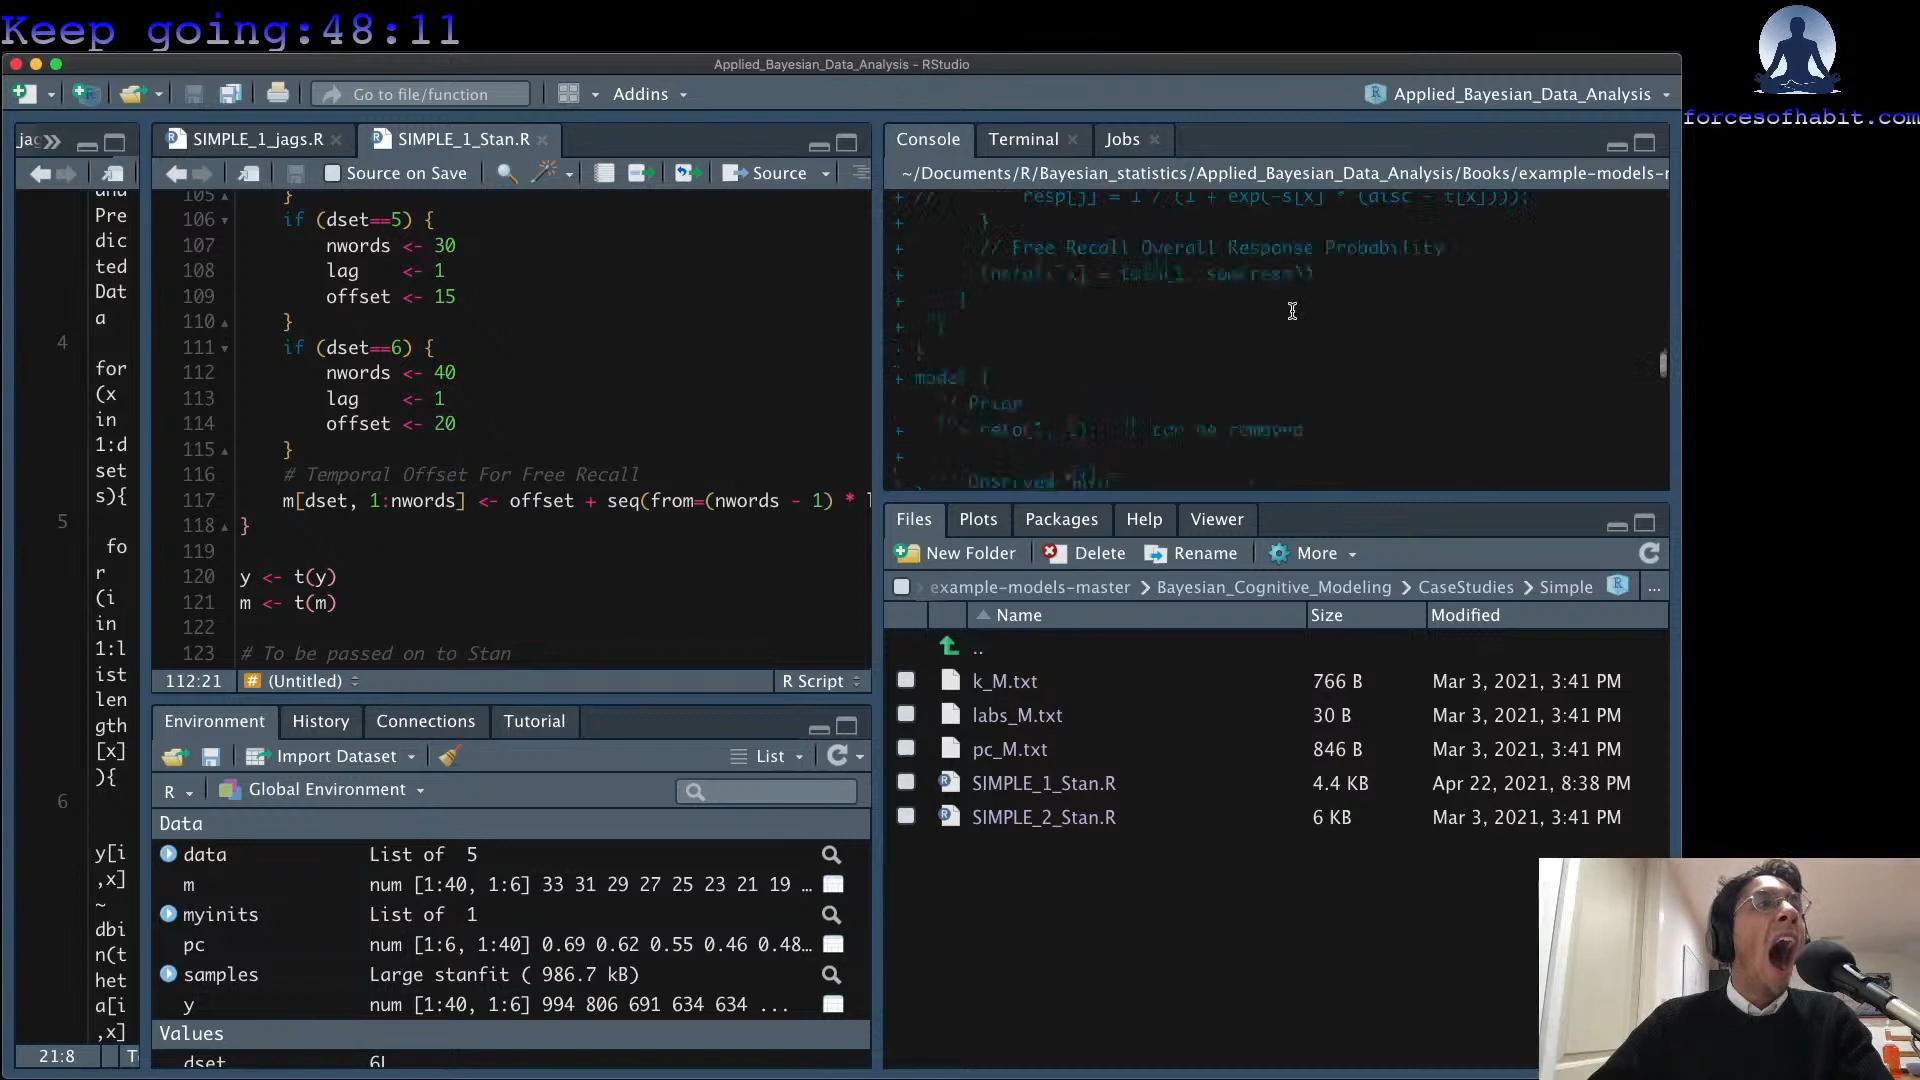 Keep going:48:11
forcesofhabit.com
Applied_Bayesian_Data_Analysis - RStudio
Go to file/function
Addins
Applied_Bayesian_Data_Analysis
SIMPLE_1_jags.R
SIMPLE_1_Stan.R
Source on Save
Source
Pre
dic
ted
Dat
a
4
for
(x
in
1:d
set
s){
5
fo
r
(i
in
1:l
ist
len
gth
[x]
){
6
y[i
,x]
~
dbi
n(t
het
a[i
,x]
21:8
105 }
106 if (dset==5) {
107 nwords <- 30
108 lag    <- 1
109 offset <- 15
110 }
111 if (dset==6) {
112 nwords <- 40
113 lag    <- 1
114 offset <- 20
115 }
116 # Temporal Offset For Free Recall
117 m[dset, 1:nwords] <- offset + seq(from=(nwords - 1) *
118 }
119
120 y <- t(y)
121 m <- t(m)
122
123 # To be passed on to Stan
112:21
(Untitled)
R Script
Environment
History
Connections
Tutorial
Import Dataset
List
R
Global Environment
Data
data List of 5
m num [1:40, 1:6] 33 31 29 27 25 23 21 19 ...
myinits List of 1
pc num [1:6, 1:40] 0.69 0.62 0.55 0.46 0.48...
samples Large stanfit ( 986.7 kB)
y num [1:40, 1:6] 994 806 691 634 634 ...
Values
dset 6L
Console
Terminal
Jobs
~/Documents/R/Bayesian_statistics/Applied_Bayesian_Data_Analysis/Books/example-models-
+ // resp[j] = 1 / (1 + exp(-s[x] * (disc - t[x])));
+ }
+ // Free Recall Overall Response Probability
+
+
+
+ model {
+ // Prior
+
Files
Plots
Packages
Help
Viewer
New Folder
Delete
Rename
More
example-models-master
Bayesian_Cognitive_Modeling
CaseStudies
Simple
...
Name Size Modified
..
k_M.txt 766 B Mar 3, 2021, 3:41 PM
labs_M.txt 30 B Mar 3, 2021, 3:41 PM
pc_M.txt 846 B Mar 3, 2021, 3:41 PM
SIMPLE_1_Stan.R 4.4 KB Apr 22, 2021, 8:38 PM
SIMPLE_2_Stan.R 6 KB Mar 3, 2021, 3:41 PM